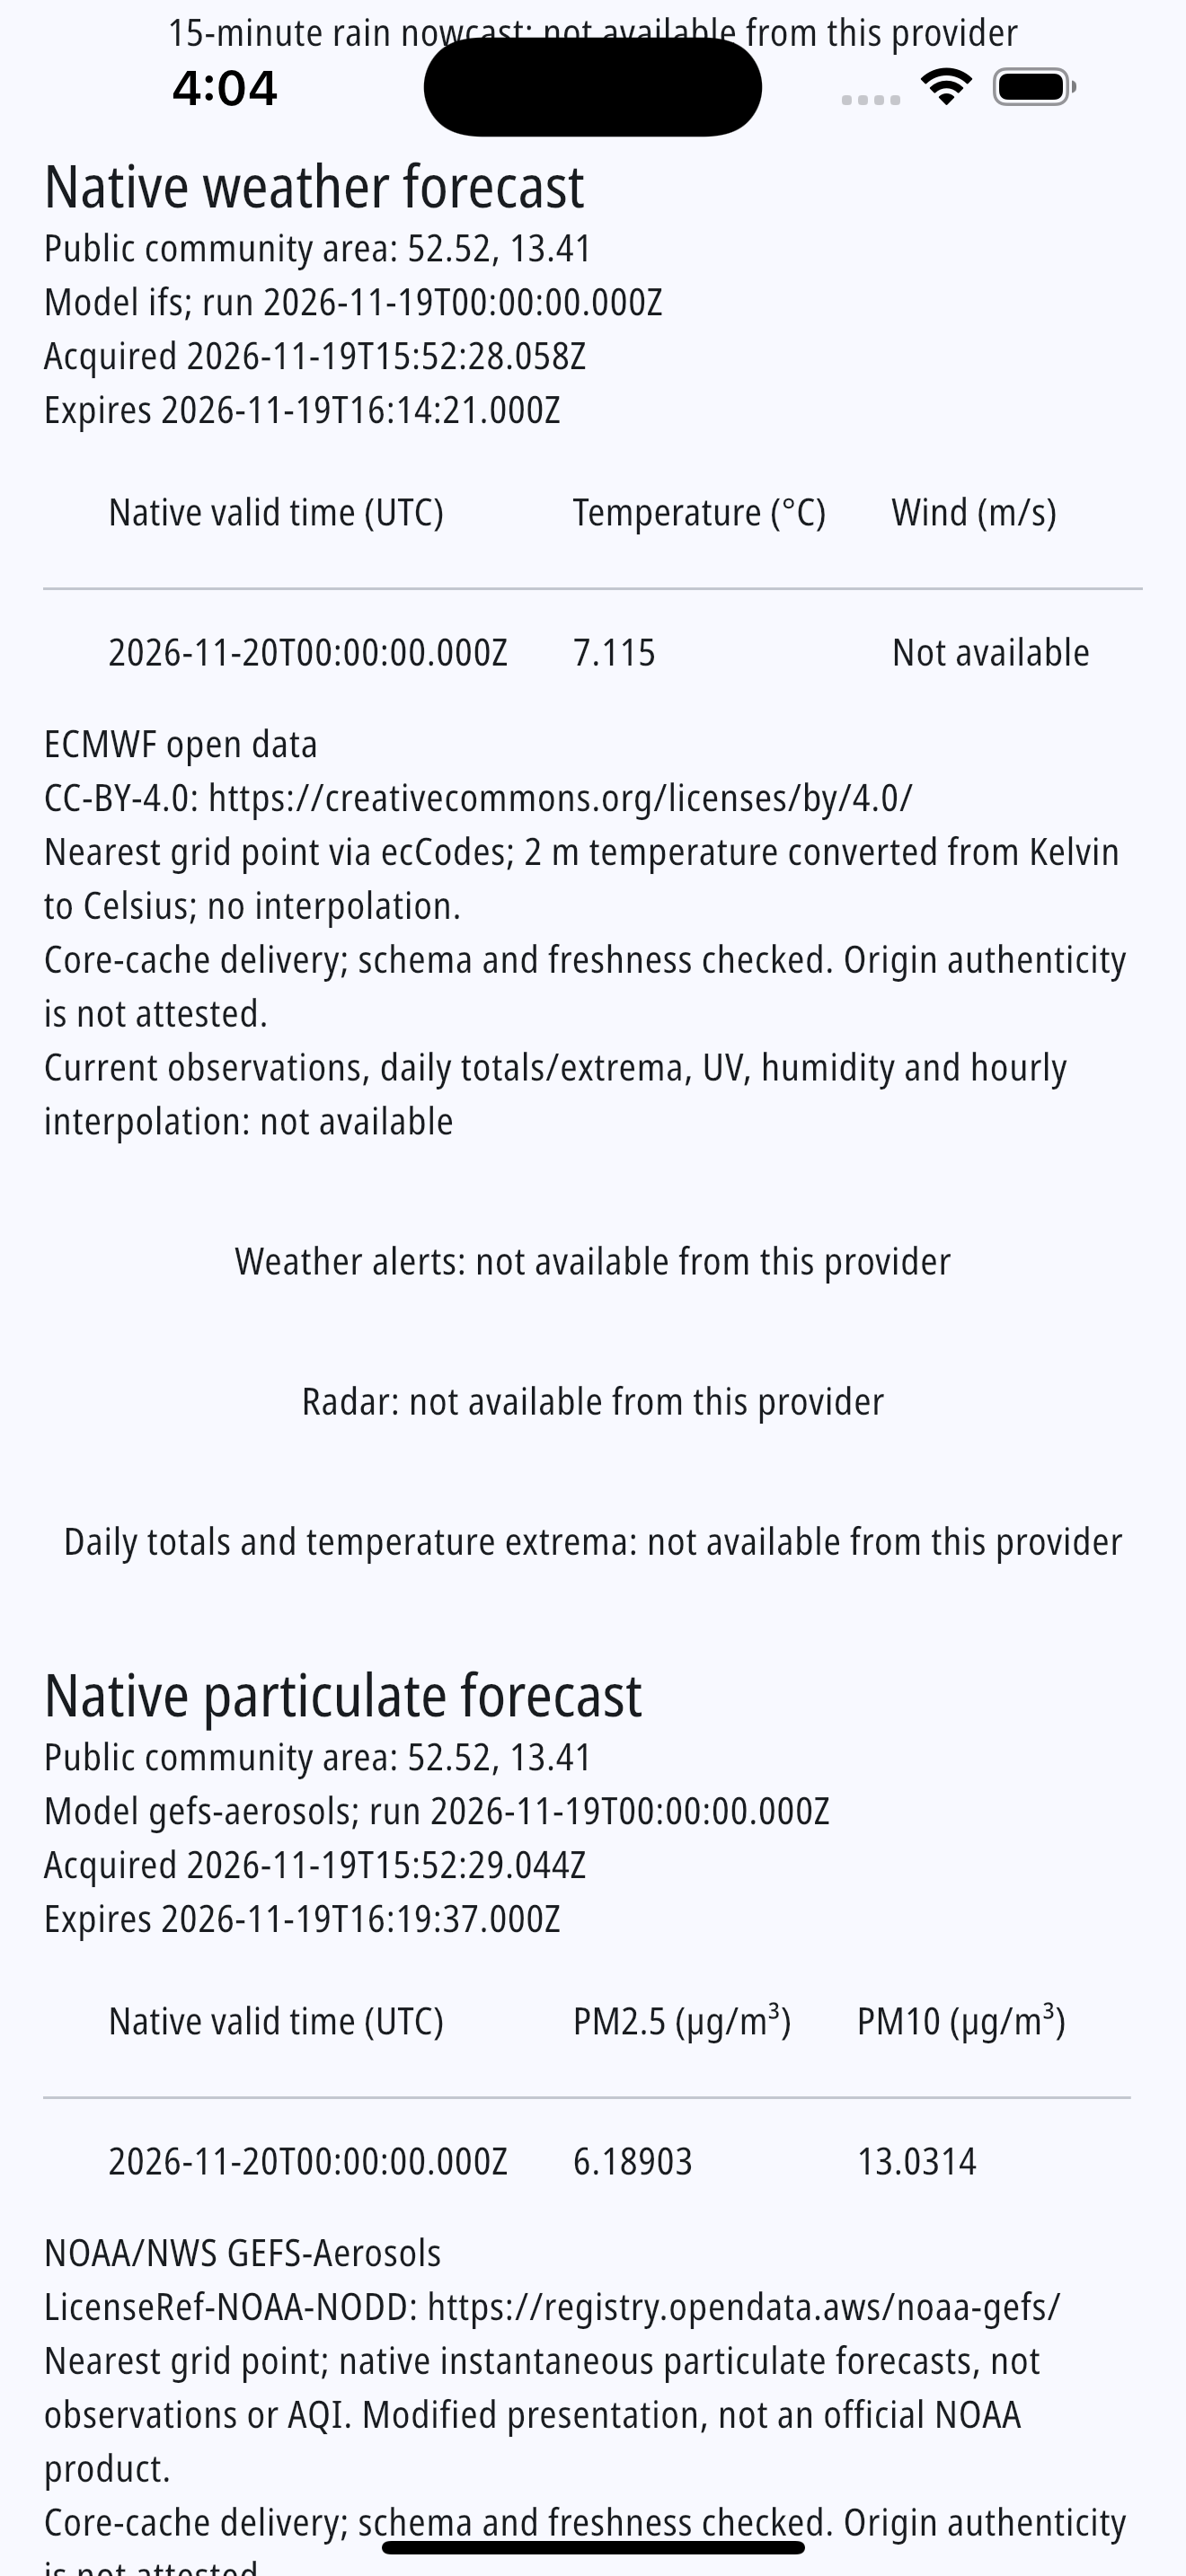 15-minute rain nowcast: not available from this provider
4:04
Native weather forecast
Public community area: 52.52, 13.41
Model ifs; run 2026-11-19T00:00:00.000Z
Acquired 2026-11-19T15:52:28.058Z
Expires 2026-11-19T16:14:21.000Z
Native valid time (UTC) Temperature (°C) Wind (m/s)
2026-11-20T00:00:00.000Z 7.115 Not available
ECMWF open data
CC-BY-4.0: https://creativecommons.org/licenses/by/4.0/
Nearest grid point via ecCodes; 2 m temperature converted from Kelvin
to Celsius; no interpolation.
Core-cache delivery; schema and freshness checked. Origin authenticity
is not attested.
Current observations, daily totals/extrema, UV, humidity and hourly
interpolation: not available
Weather alerts: not available from this provider
Radar: not available from this provider
Daily totals and temperature extrema: not available from this provider
Native particulate forecast
Public community area: 52.52, 13.41
Model gefs-aerosols; run 2026-11-19T00:00:00.000Z
Acquired 2026-11-19T15:52:29.044Z
Expires 2026-11-19T16:19:37.000Z
Native valid time (UTC) PM2.5 (µg/m³) PM10 (µg/m³)
2026-11-20T00:00:00.000Z 6.18903 13.0314
NOAA/NWS GEFS-Aerosols
LicenseRef-NOAA-NODD: https://registry.opendata.aws/noaa-gefs/
Nearest grid point; native instantaneous particulate forecasts, not
observations or AQI. Modified presentation, not an official NOAA
product.
Core-cache delivery; schema and freshness checked. Origin authenticity
is not attested.